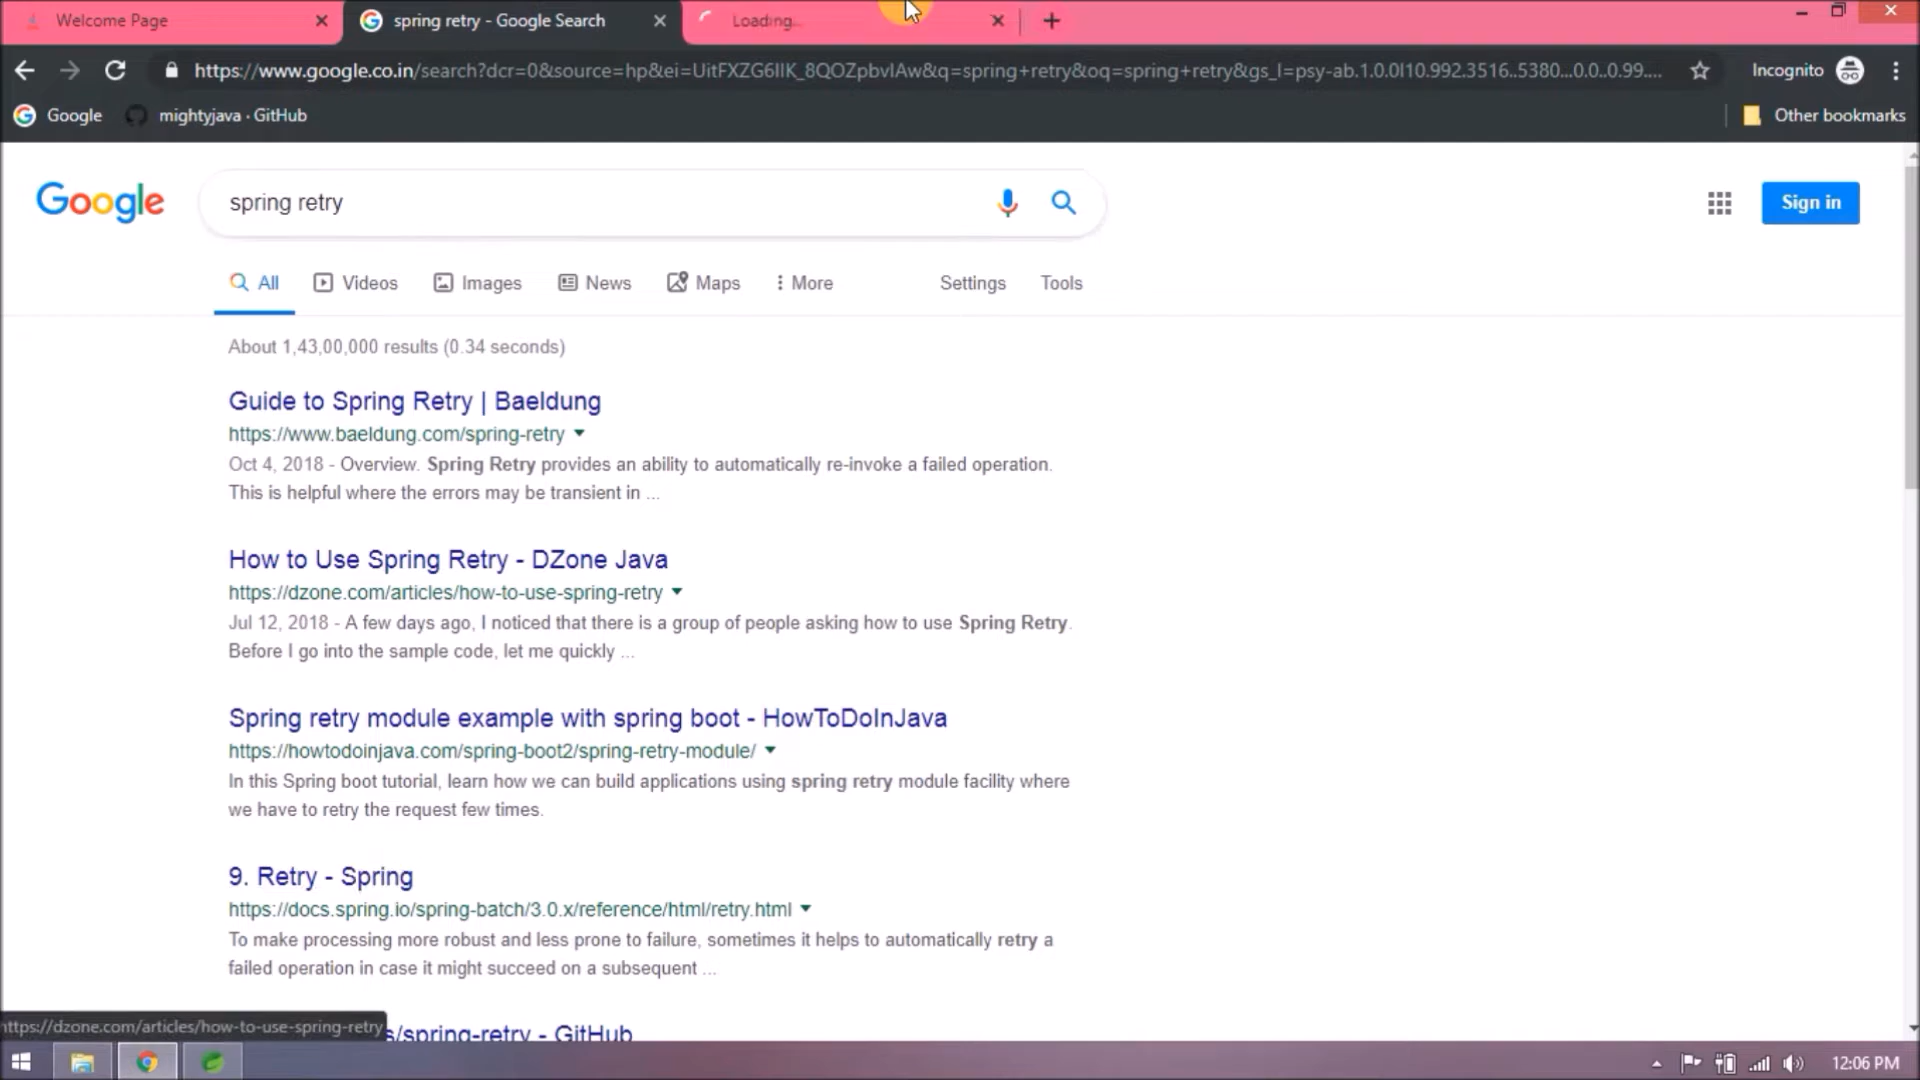 Welcome Page
spring retry - Google Search
Loading...
https://www.google.co.in/search?dcr=0&source=hp&ei=UitFXZG6IIK_8QOZpbvIAw&q=spring+retry&oq=spring+retry&gs_l=psy-ab.1.0.0l10.992.3516..5380...0.0..0.99....
Incognito
Google
mightyjava · GitHub
Other bookmarks
Google
spring retry
Sign in
All
Videos
Images
News
Maps
More
Settings
Tools
About 1,43,00,000 results (0.34 seconds)
Guide to Spring Retry | Baeldung
https://www.baeldung.com/spring-retry
Oct 4, 2018 - Overview. Spring Retry provides an ability to automatically re-invoke a failed operation.
This is helpful where the errors may be transient in ...
How to Use Spring Retry - DZone Java
https://dzone.com/articles/how-to-use-spring-retry
Jul 12, 2018 - A few days ago, I noticed that there is a group of people asking how to use Spring Retry.
Before I go into the sample code, let me quickly ...
Spring retry module example with spring boot - HowToDoInJava
https://howtodoinjava.com/spring-boot2/spring-retry-module/
In this Spring boot tutorial, learn how we can build applications using spring retry module facility where
we have to retry the request few times.
9. Retry - Spring
https://docs.spring.io/spring-batch/3.0.x/reference/html/retry.html
To make processing more robust and less prone to failure, sometimes it helps to automatically retry a
failed operation in case it might succeed on a subsequent ...
https://dzone.com/articles/how-to-use-spring-retry
s/spring-retry - GitHub
12:06 PM